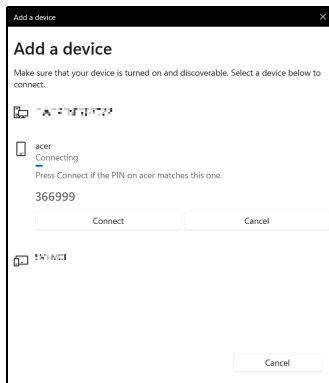 Add a device
Add a device
Make sure that your device is turned on and discoverable. Select a device below to
connect.
acer
Connecting
Press Connect if the PIN on acer matches this one.
366999
Connect Cancel
Cancel